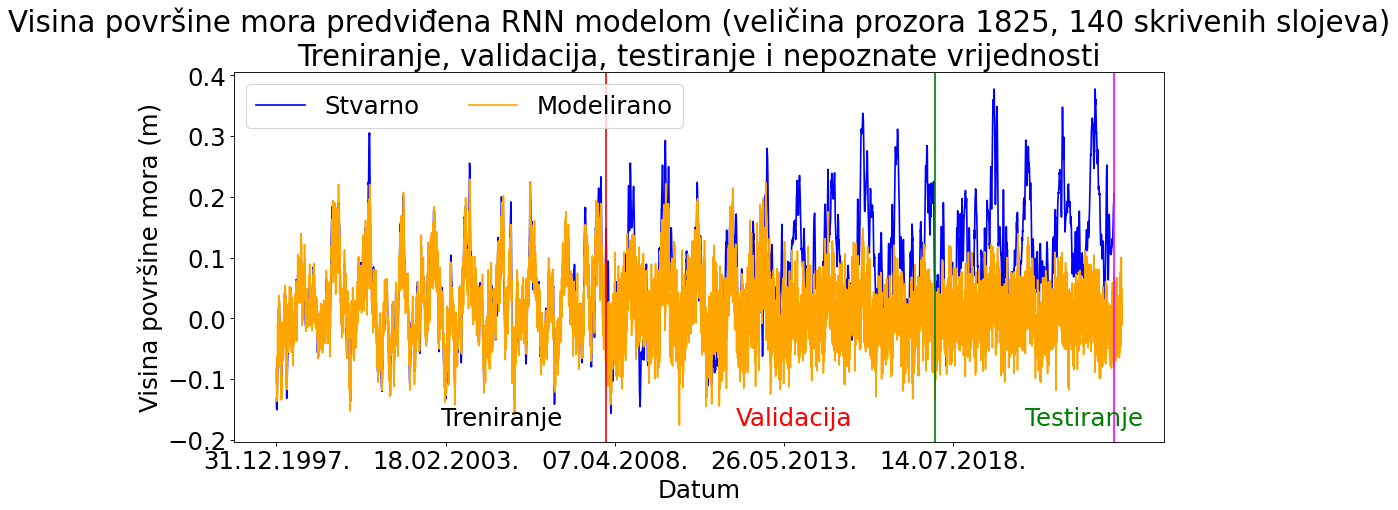 Visina površine mora predviđena RNN modelom (veličina prozora 1825, 140 skrivenih slojeva)
Treniranje, validacija, testiranje i nepoznate vrijednosti
Stvarno Modelirano
Visina površine mora (m)
0.4
0.3
0.2
0.1
0.0
−0.1
−0.2
Treniranje Validacija Testiranje
31.12.1997. 18.02.2003. 07.04.2008. 26.05.2013. 14.07.2018.
Datum